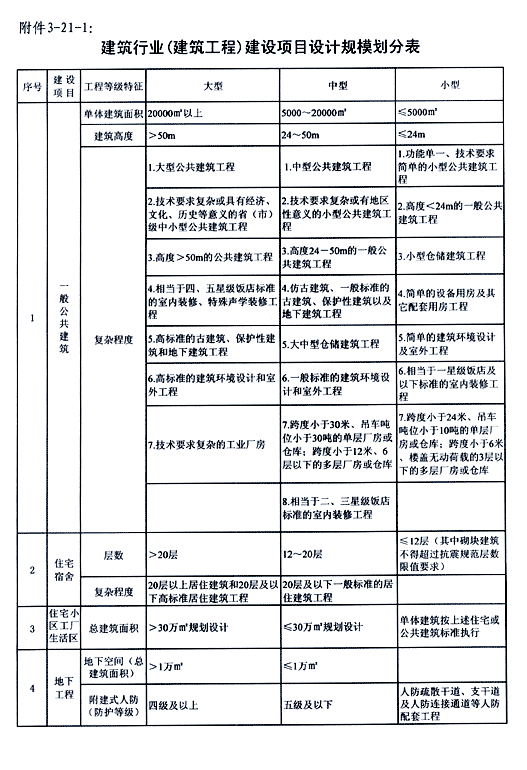 附件3-21-1:
建筑行业(建筑工程)建设项目设计规模划分表
序号
建 设
项 目
工程等级特征
大型
中型
小型
1
一
般
公
共
建
筑
单体建筑面积
20000㎡以上
5000～20000㎡
≤5000㎡
建筑高度
>50m
24～50m
≤24m
复杂程度
1.大型公共建筑工程
1.中型公共建筑工程
1.功能单一、技术要求
简单的小型公共建筑工
程
2.技术要求复杂或具有经济、
文化、历史等意义的省（市）
级中小型公共建筑工程
2.技术要求复杂或有地区
性意义的小型公共建筑工
程
2.高度<24m的一般公共
建筑工程
3.高度>50m的公共建筑工程
3.高度24－50m的一般公
共建筑工程
3.小型仓储建筑工程
4.相当于四、五星级饭店标准
的室内装修、特殊声学装修工
程
4.仿古建筑、一般标准的
古建筑、保护性建筑以及
地下建筑工程
4.简单的设备用房及其
它配套用房工程
5.高标准的古建筑、保护性建
筑和地下建筑工程
5.大中型仓储建筑工程
5.简单的建筑环境设计
及室外工程
6.高标准的建筑环境设计和室
外工程
6.一般标准的建筑环境设
计和室外工程
6.相当于一星级饭店及
以下标准的室内装修工
程
7.技术要求复杂的工业厂房
7.跨度小于30米、吊车吨
位小于30吨的单层厂房或
仓库；跨度小于12米、6
层以下的多层厂房或仓库
7.跨度小于24米、吊车
吨位小于10吨的单层厂
房或仓库；跨度小于6米
、楼盖无动荷载的3层以
下的多层厂房或仓库
8.相当于二、三星级饭店
标准的室内装修工程
2
住宅
宿舍
层数
>20层
12～20层
≤12层（其中砌块建筑
不得超过抗震规范层数
限值要求）
复杂程度
20层以上居住建筑和20层及以
下高标准居住建筑工程
20层及以下一般标准的居
住建筑工程
3
住宅小
区工厂
生活区
总建筑面积
>30万㎡规划设计
≤30万㎡规划设计
单体建筑按上述住宅或
公共建筑标准执行
4
地下
工程
地下空间（总
建筑面积）
>1万㎡
≤1万㎡
附建式人防
（防护等级）
四级及以上
五级及以下
人防疏散干道、支干道
及人防连接通道等人防
配套工程